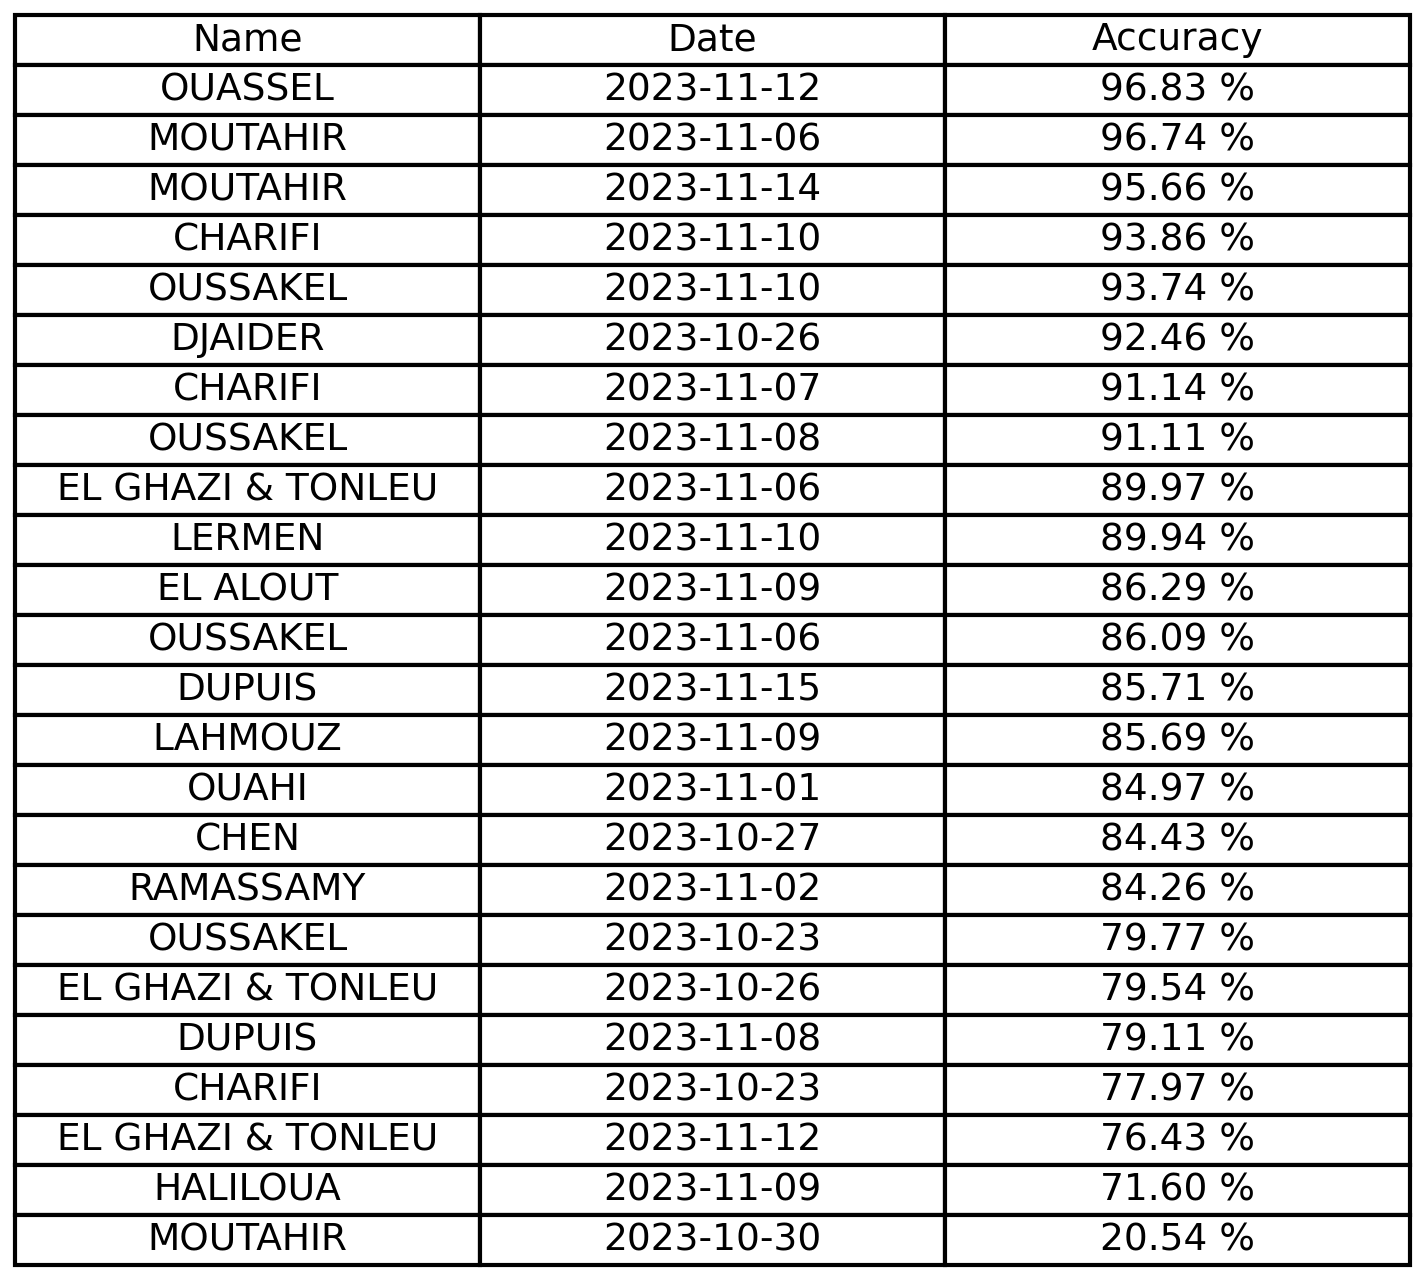 Name Date Accuracy
OUASSEL 2023-11-12 96.83 %
MOUTAHIR 2023-11-06 96.74 %
MOUTAHIR 2023-11-14 95.66 %
CHARIFI 2023-11-10 93.86 %
OUSSAKEL 2023-11-10 93.74 %
DJAIDER 2023-10-26 92.46 %
CHARIFI 2023-11-07 91.14 %
OUSSAKEL 2023-11-08 91.11 %
EL GHAZI & TONLEU 2023-11-06 89.97 %
LERMEN 2023-11-10 89.94 %
EL ALOUT 2023-11-09 86.29 %
OUSSAKEL 2023-11-06 86.09 %
DUPUIS 2023-11-15 85.71 %
LAHMOUZ 2023-11-09 85.69 %
OUAHI 2023-11-01 84.97 %
CHEN 2023-10-27 84.43 %
RAMASSAMY 2023-11-02 84.26 %
OUSSAKEL 2023-10-23 79.77 %
EL GHAZI & TONLEU 2023-10-26 79.54 %
DUPUIS 2023-11-08 79.11 %
CHARIFI 2023-10-23 77.97 %
EL GHAZI & TONLEU 2023-11-12 76.43 %
HALILOUA 2023-11-09 71.60 %
MOUTAHIR 2023-10-30 20.54 %